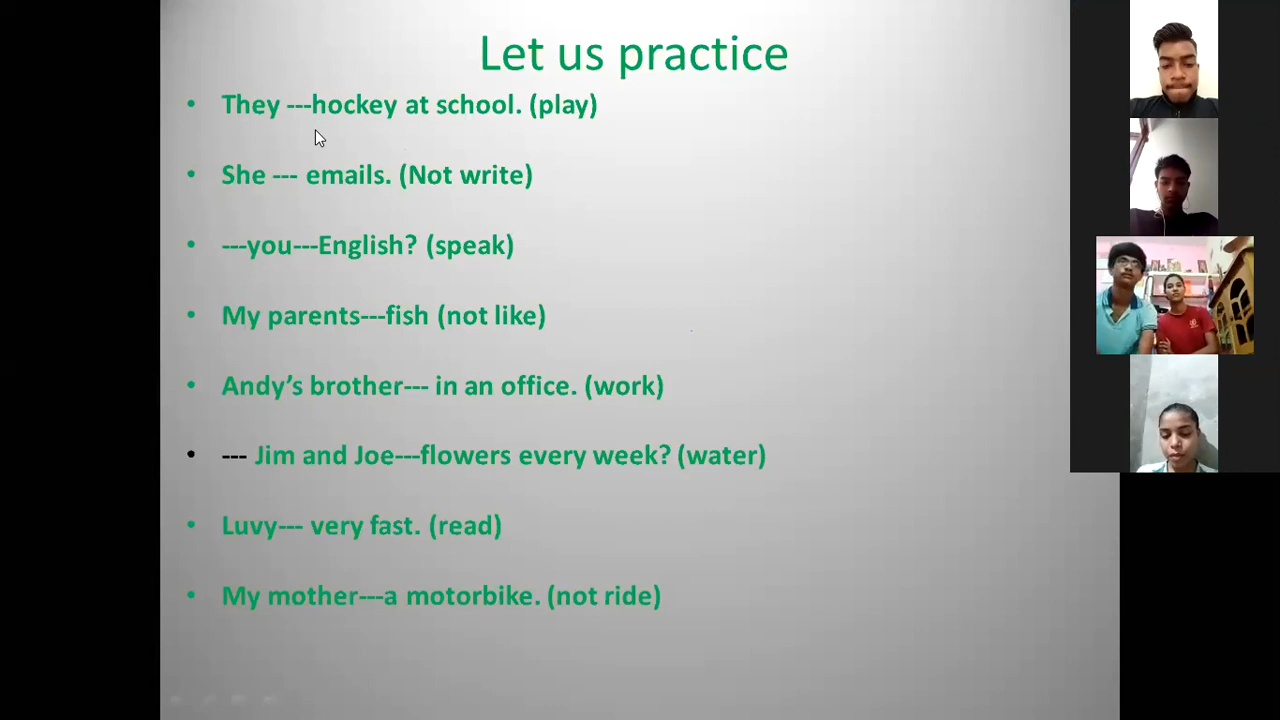 Let us practice
• They ---hockey at school. (play)
• She --- emails. (Not write)
• ---you---English? (speak)
• My parents---fish (not like)
• Andy’s brother--- in an office. (work)
• --- Jim and Joe---flowers every week? (water)
• Luvy--- very fast. (read)
• My mother---a motorbike. (not ride)